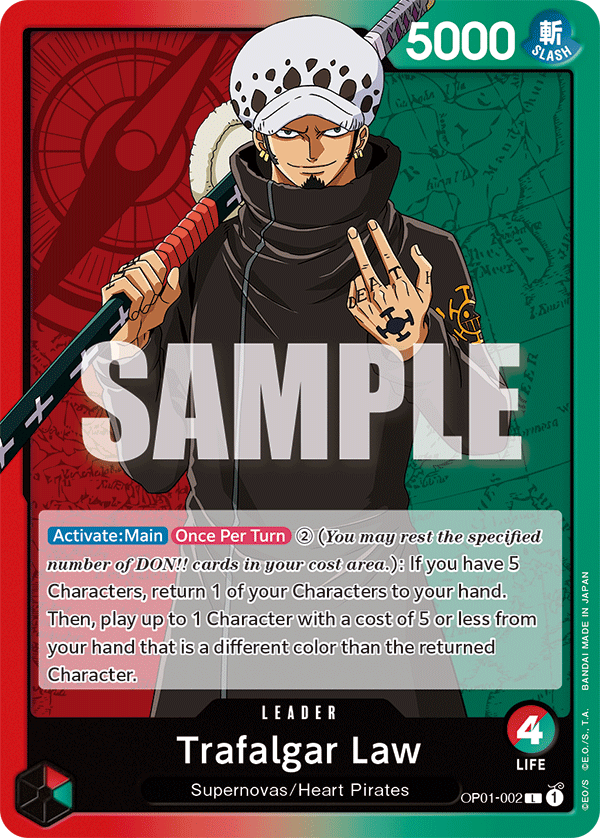 5000
斬
SLASH
DEATH
SAMPLE
Activate:Main Once Per Turn ② (You may rest the specified
number of DON!! cards in your cost area.): If you have 5
Characters, return 1 of your Characters to your hand.
Then, play up to 1 Character with a cost of 5 or less from
your hand that is a different color than the returned
Character.
LEADER
Trafalgar Law
Supernovas/Heart Pirates
4
LIFE
OP01-002 L 1
©E.O/S ©E.O./S., T.A. BANDAI MADE IN JAPAN